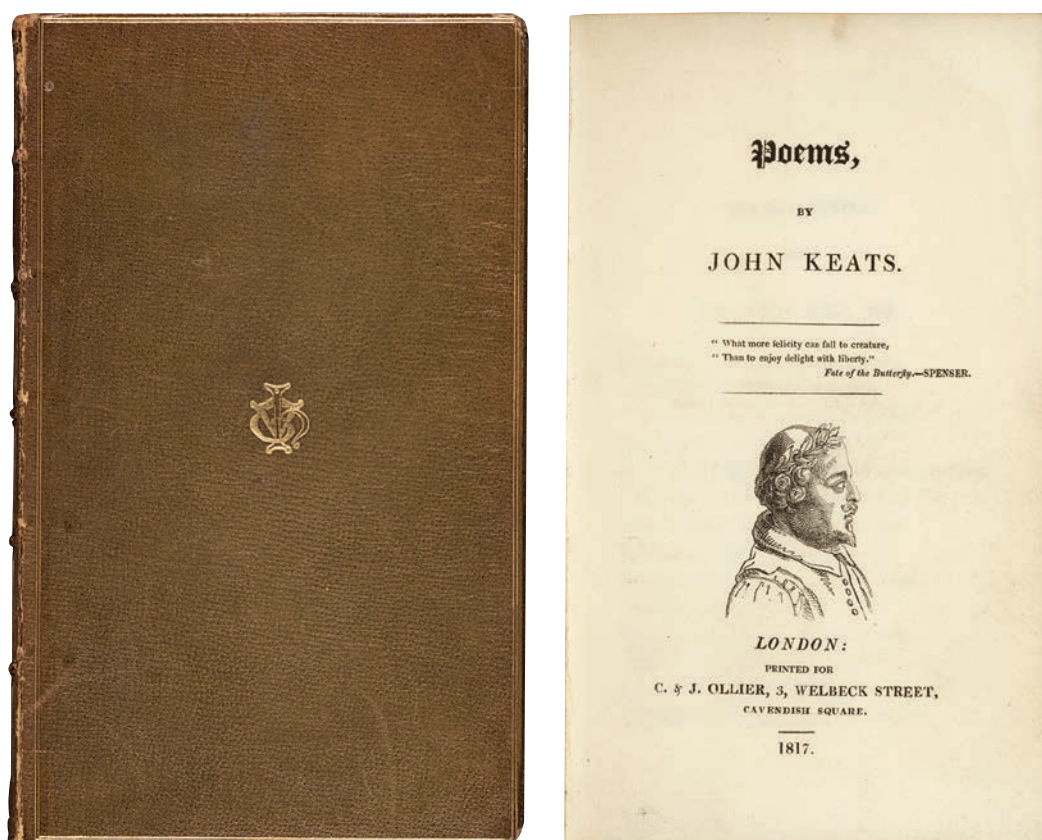 Poems,
BY
JOHN KEATS.
“ What more felicity can fall to creature,
“ Than to enjoy delight with liberty.”
Fate of the Butterfly.—SPENSER.
LONDON:
PRINTED FOR
C. & J. OLLIER, 3, WELBECK STREET,
CAVENDISH SQUARE.
1817.